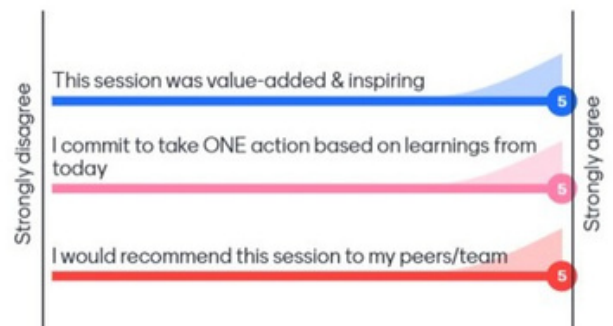 Strongly disagree
This session was value-added & inspiring
5
I commit to take ONE action based on learnings from
today
5
I would recommend this session to my peers/team
5
Strongly agree